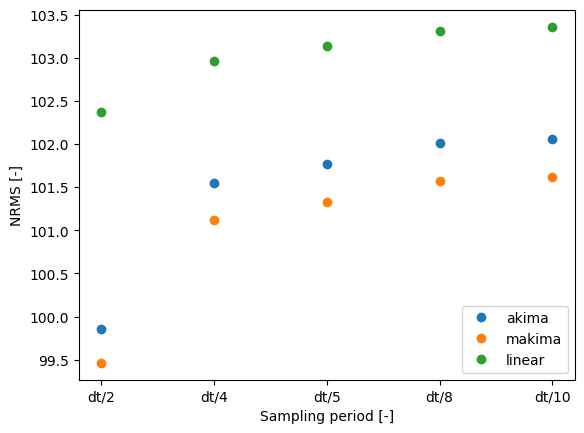 103.5
103.0
102.5
102.0
101.5
101.0
100.5
100.0
99.5
NRMS [-]
akima
makima
linear
dt/2 dt/4 dt/5 dt/8 dt/10
Sampling period [-]